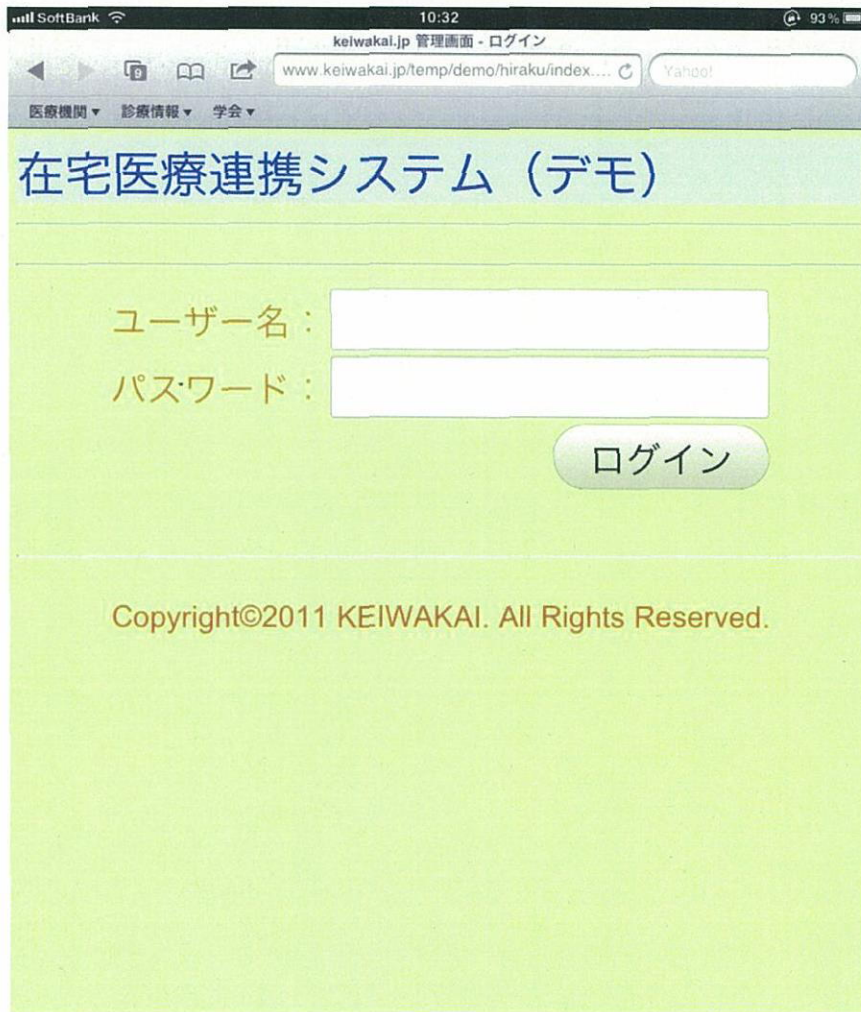 SoftBank 10:32 93%
keiwakai.jp 管理画面 - ログイン
9 www.keiwakai.jp/temp/demo/hiraku/index.... Yahoo!
医療機関▼ 診療情報▼ 学会▼
在宅医療連携システム（デモ）
ユーザー名：
パスワード：
ログイン
Copyright©2011 KEIWAKAI. All Rights Reserved.